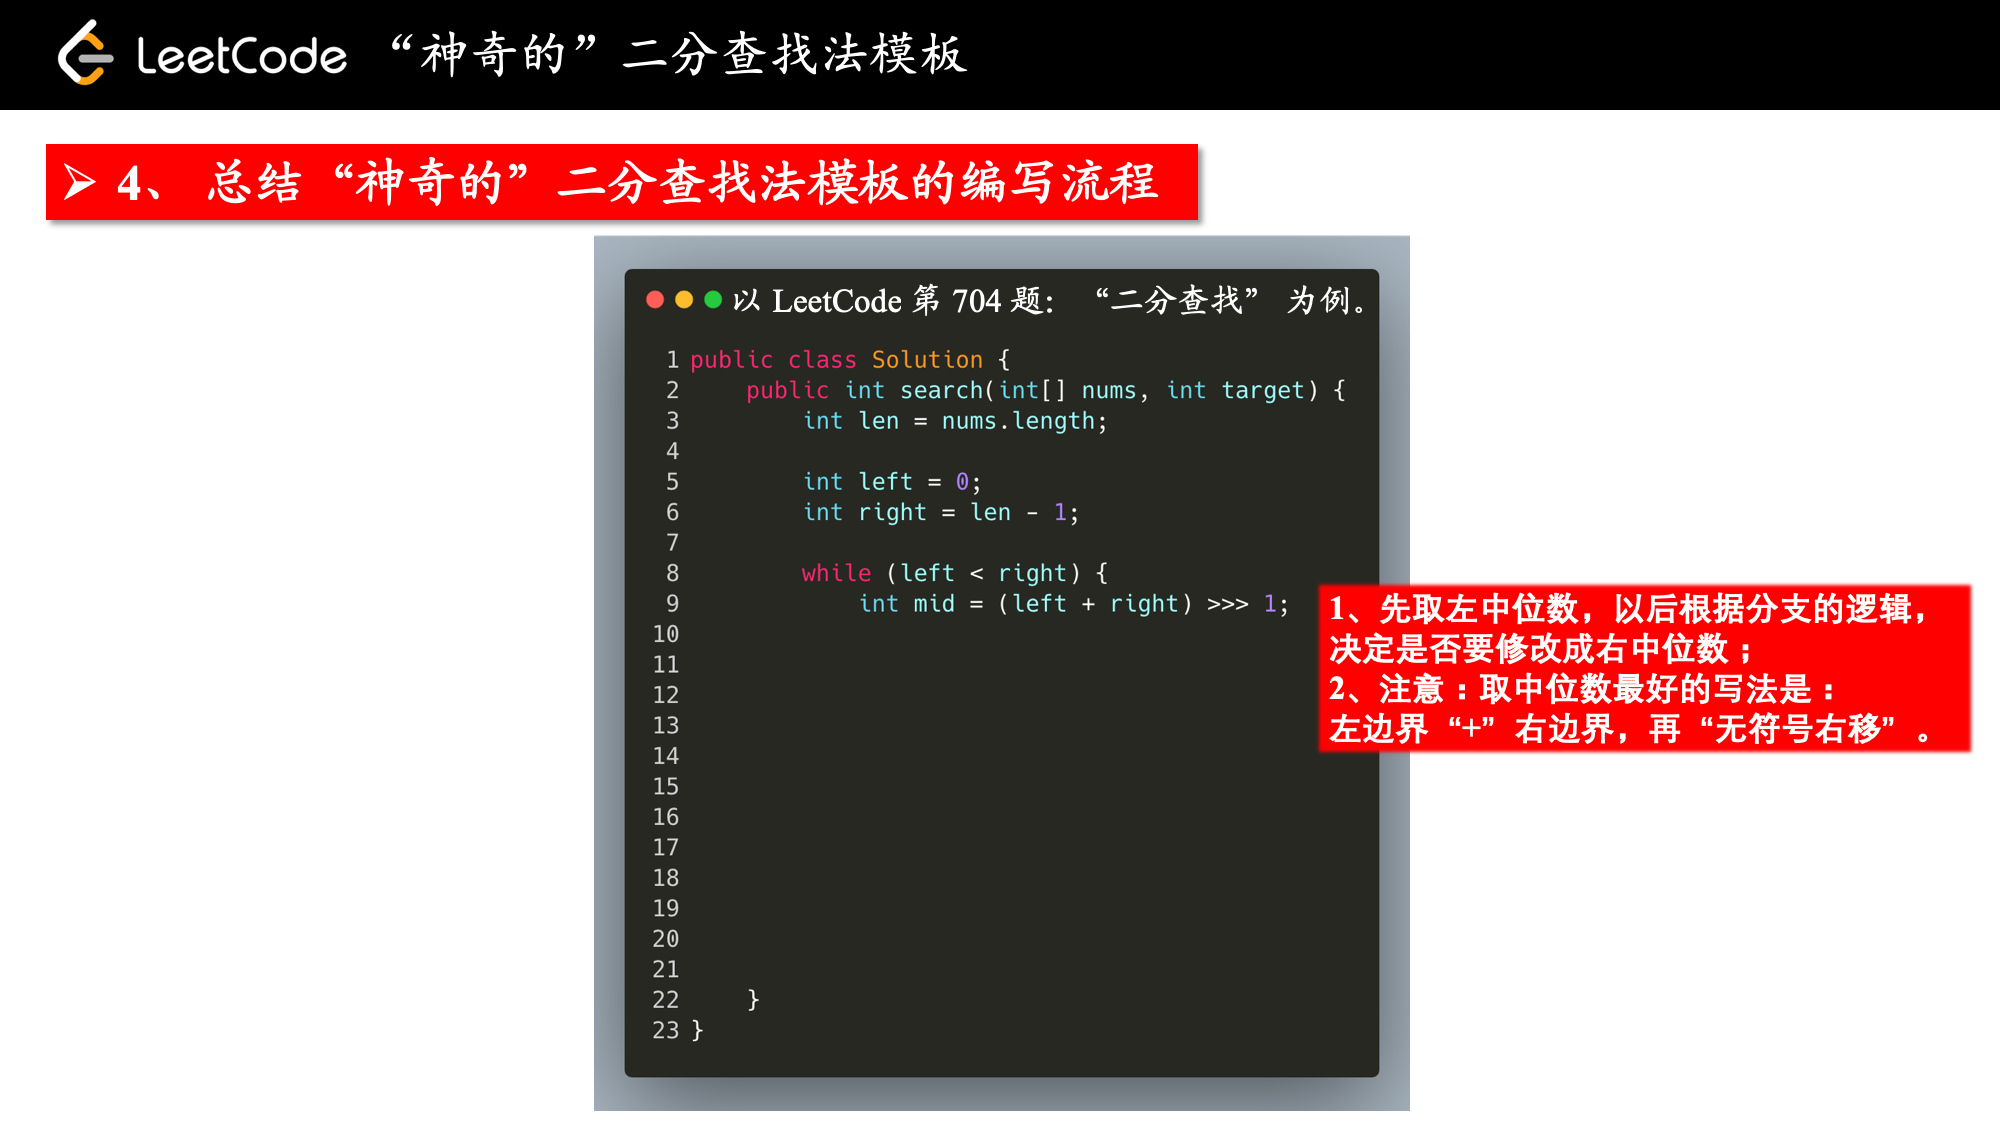 LeetCode “神奇的”二分查找法模板
4、 总结“神奇的”二分查找法模板的编写流程
以 LeetCode 第 704 题: “二分查找” 为例。
1 public class Solution {
2     public int search(int[] nums, int target) {
3         int len = nums.length;
4
5         int left = 0;
6         int right = len - 1;
7
8         while (left < right) {
9             int mid = (left + right) >>> 1;
10
11
12
13
14
15
16
17
18
19
20
21
22     }
23 }
1、先取左中位数，以后根据分支的逻辑，
决定是否要修改成右中位数；
2、注意：取中位数最好的写法是：
左边界“+”右边界，再“无符号右移”。